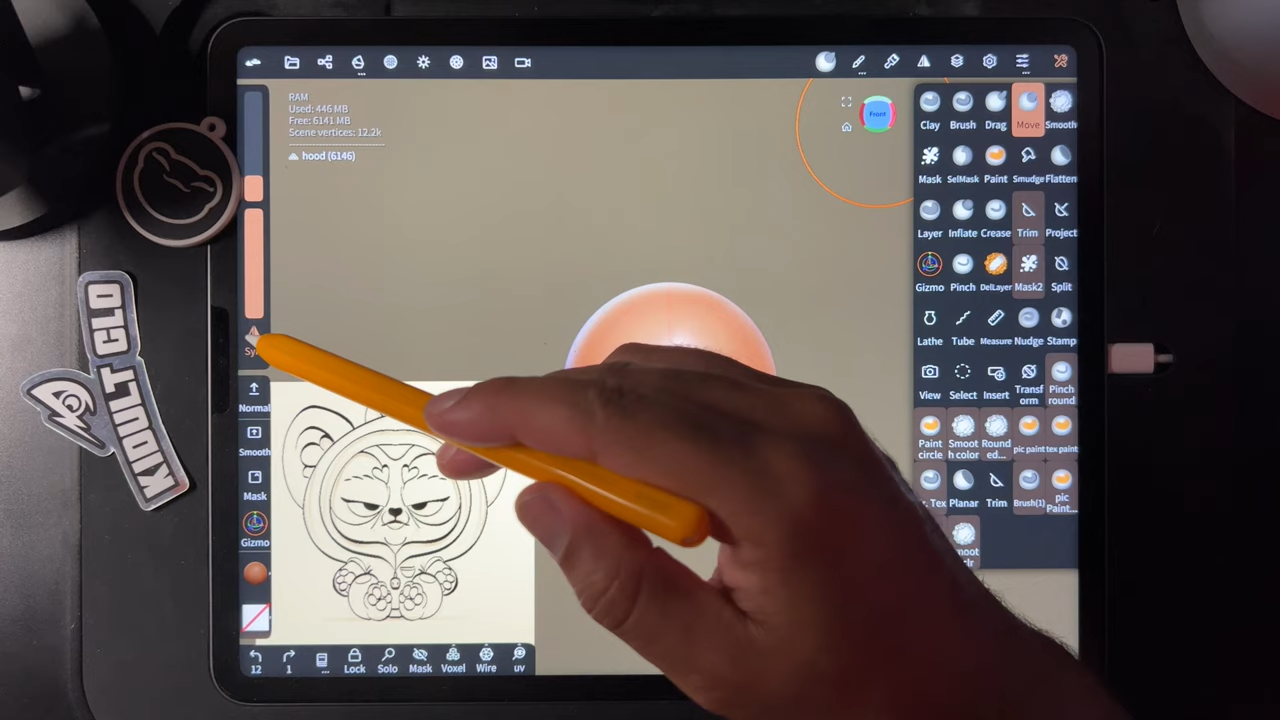 RAM
Used: 446 MB
Free: 6141 MB
Scene vertices: 12.2k
hood (6146)
Front
Clay Brush Drag Move Smooth
Mask SelMask Paint Smudge Flatten
Layer Inflate Crease Trim Project
Gizmo Pinch DelLayer Mask2 Split
Lathe Tube Measure Nudge Stamp
View Select Insert Transform Pinch round
Paint circle Smooth color Rounded... pic paint tex paint
Tex Planar Trim Brush(1) pic Paint...
Normal
Smooth
Mask
Gizmo
12 1 ... Lock Solo Mask Voxel Wire uv
KIDULT CLO